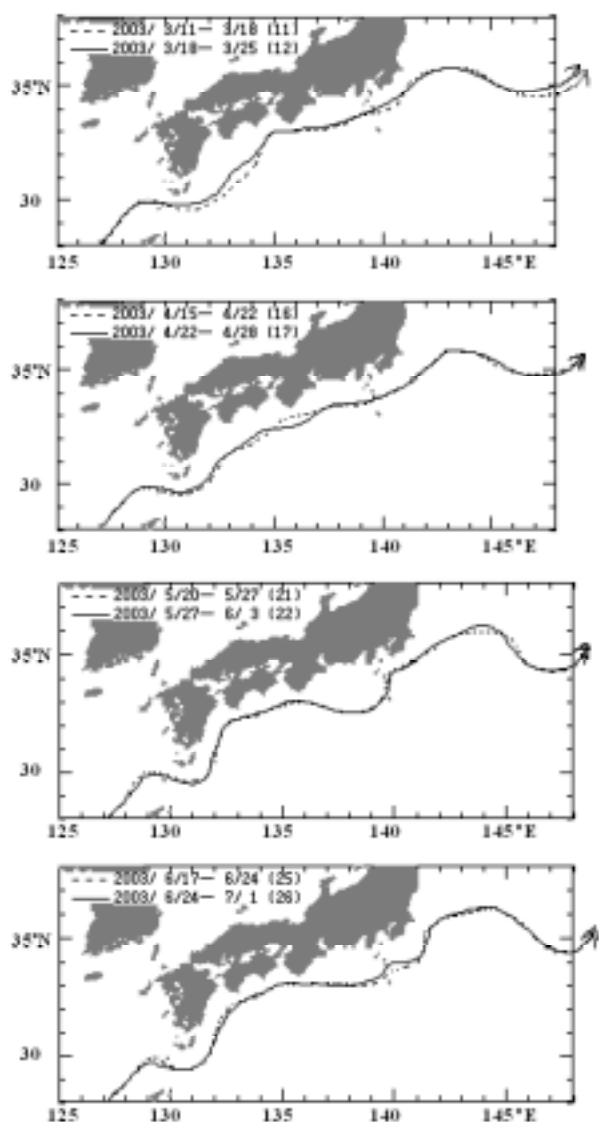 2003/ 3/11— 3/18 (11)
2003/ 3/18— 3/25 (12)
35°N
30
125 130 135 140 145°E
2003/ 4/15— 4/22 (16)
2003/ 4/22— 4/28 (17)
35°N
30
125 130 135 140 145°E
2003/ 5/20— 5/27 (21)
2003/ 5/27— 6/ 3 (22)
35°N
30
125 130 135 140 145°E
2003/ 6/17— 6/24 (25)
2003/ 6/24— 7/ 1 (26)
35°N
30
125 130 135 140 145°E